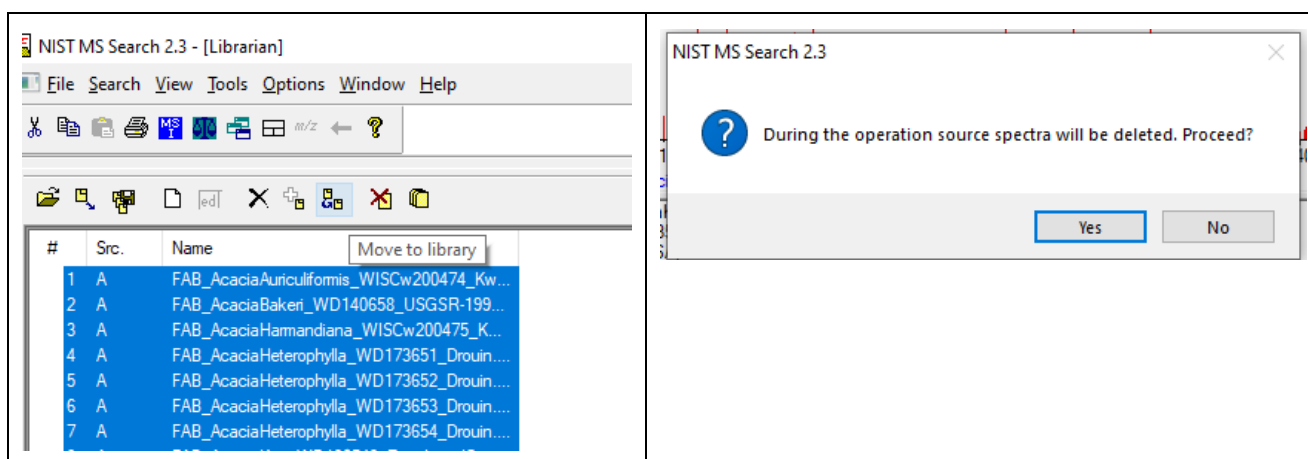 NIST MS Search 2.3 - [Librarian]
File Search View Tools Options Window Help
MS I m/z
ed
# Src. Name
Move to library
1 A FAB_AcaciaAuriculiformis_WISCw200474_Kw...
2 A FAB_AcaciaBakeri_WD140658_USGSR-199...
3 A FAB_AcaciaHarmandiana_WISCw200475_K...
4 A FAB_AcaciaHeterophylla_WD173651_Drouin....
5 A FAB_AcaciaHeterophylla_WD173652_Drouin....
6 A FAB_AcaciaHeterophylla_WD173653_Drouin....
7 A FAB_AcaciaHeterophylla_WD173654_Drouin....
NIST MS Search 2.3
During the operation source spectra will be deleted. Proceed?
Yes No